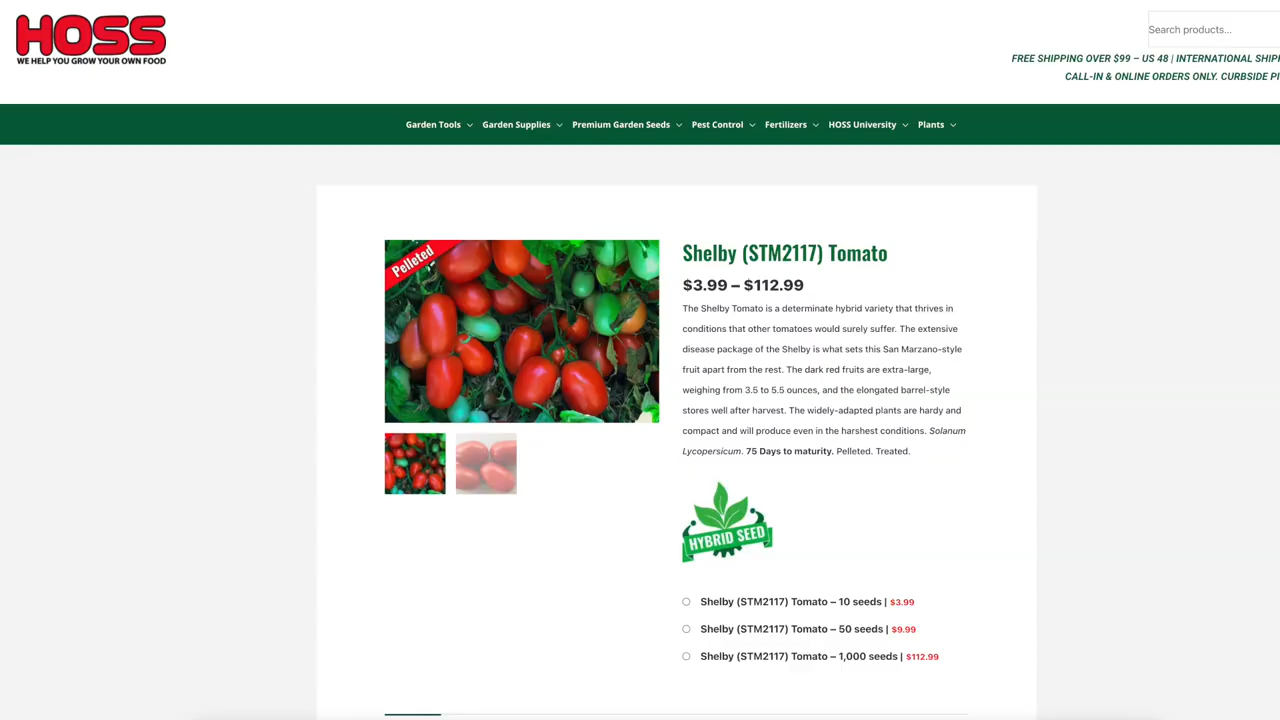 HOSS
WE HELP YOU GROW YOUR OWN FOOD
Search products...
FREE SHIPPING OVER $99 – US 48 | INTERNATIONAL
CALL-IN & ONLINE ORDERS ONLY. CURBSIDE
Garden Tools Garden Supplies Premium Garden Seeds Pest Control Fertilizers HOSS University Plants
Pelleted
Shelby (STM2117) Tomato
$3.99 – $112.99
The Shelby Tomato is a determinate hybrid variety that thrives in
conditions that other tomatoes would surely suffer. The extensive
disease package of the Shelby is what sets this San Marzano-style
fruit apart from the rest. The dark red fruits are extra-large,
weighing from 3.5 to 5.5 ounces, and the elongated barrel-style
stores well after harvest. The widely-adapted plants are hardy and
compact and will produce even in the harshest conditions. Solanum
Lycopersicum. 75 Days to maturity. Pelleted. Treated.
HYBRID SEED
Shelby (STM2117) Tomato – 10 seeds | $3.99
Shelby (STM2117) Tomato – 50 seeds | $9.99
Shelby (STM2117) Tomato – 1,000 seeds | $112.99